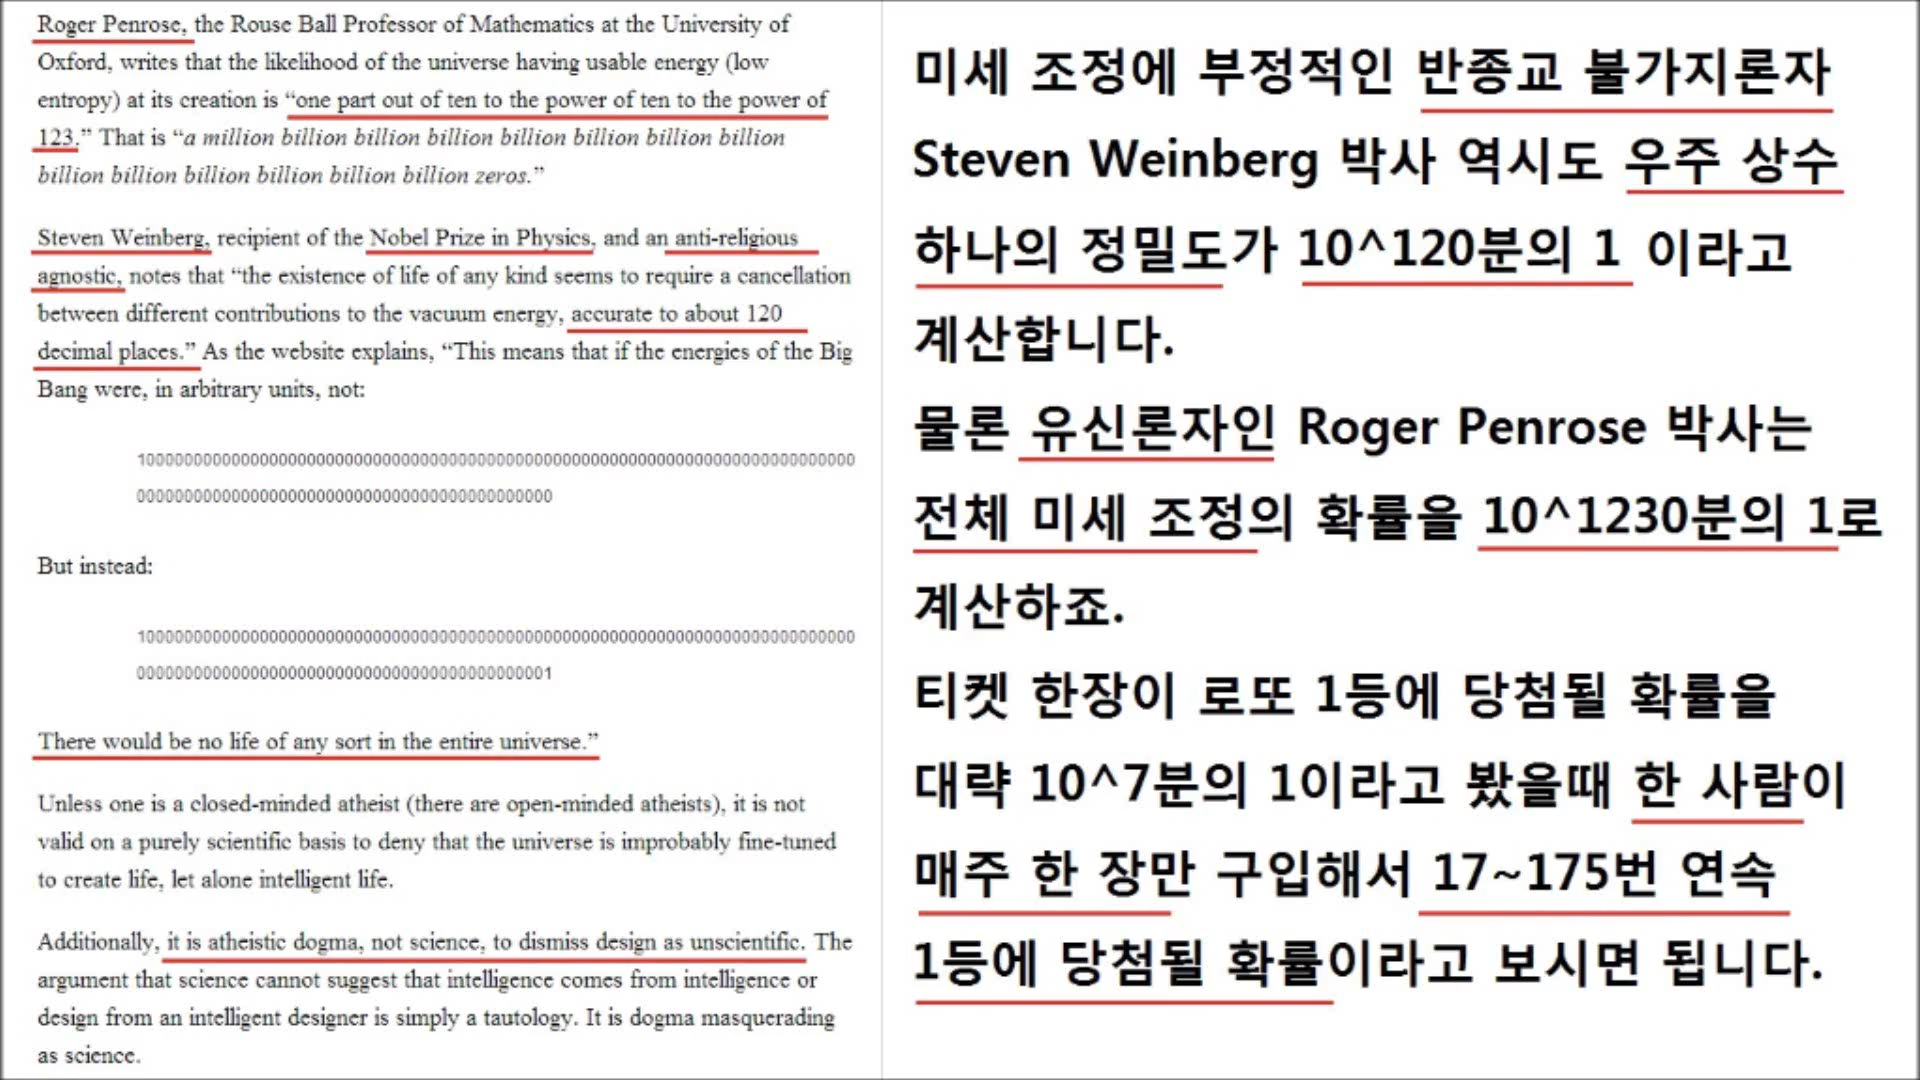 Roger Penrose, the Rouse Ball Professor of Mathematics at the University of
Oxford, writes that the likelihood of the universe having usable energy (low
entropy) at its creation is “one part out of ten to the power of ten to the power of
123.” That is “a million billion billion billion billion billion billion billion
billion billion billion billion billion billion zeros.”
Steven Weinberg, recipient of the Nobel Prize in Physics, and an anti-religious
agnostic, notes that “the existence of life of any kind seems to require a cancellation
between different contributions to the vacuum energy, accurate to about 120
decimal places.” As the website explains, “This means that if the energies of the Big
Bang were, in arbitrary units, not:
But instead:
There would be no life of any sort in the entire universe.”
Unless one is a closed-minded atheist (there are open-minded atheists), it is not
valid on a purely scientific basis to deny that the universe is improbably fine-tuned
to create life, let alone intelligent life.
Additionally, it is atheistic dogma, not science, to dismiss design as unscientific. The
argument that science cannot suggest that intelligence comes from intelligence or
design from an intelligent designer is simply a tautology. It is dogma masquerading
as science.
미세 조정에 부정적인 반종교 불가지론자
Steven Weinberg 박사 역시도 우주 상수
하나의 정밀도가 10^120분의 1 이라고
계산합니다.
물론 유신론자인 Roger Penrose 박사는
전체 미세 조정의 확률을 10^1230분의 1로
계산하죠.
티켓 한장이 로또 1등에 당첨될 확률을
대략 10^7분의 1이라고 봤을때 한 사람이
매주 한 장만 구입해서 17~175번 연속
1등에 당첨될 확률이라고 보시면 됩니다.